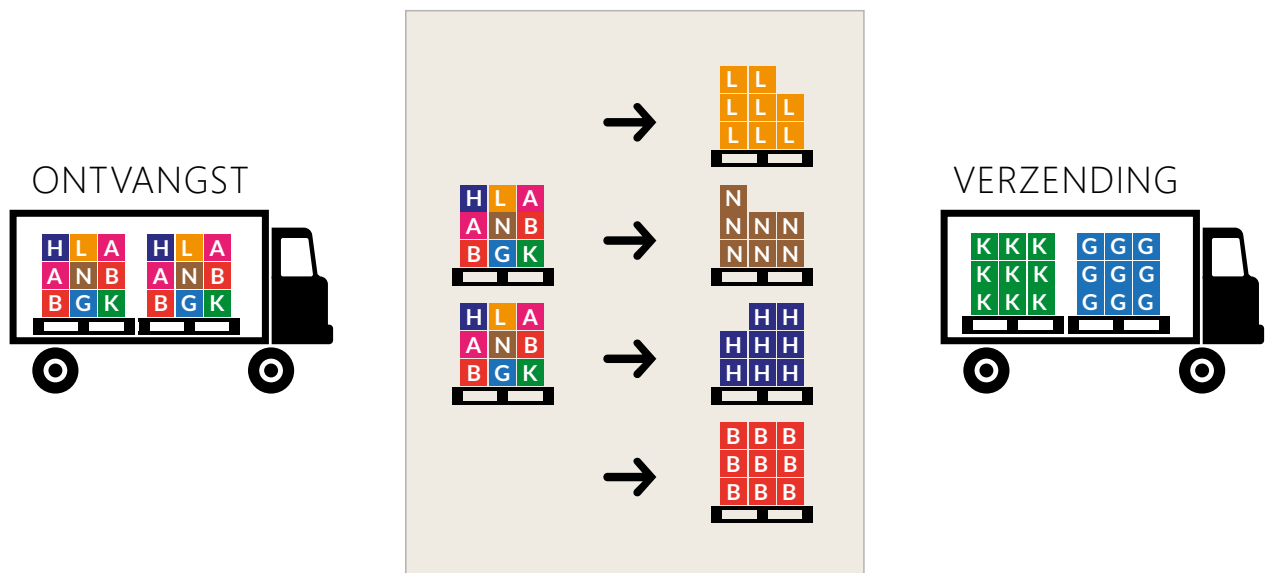 ONTVANGST
H L A H L A
A N B A N B
B G K B G K
H L A
A N B
B G K
H L A
A N B
B G K
L L
L L L
L L L
N
N N N
N N N
H H
H H H
H H H
B B B
B B B
B B B
VERZENDING
K K K G G G
K K K G G G
K K K G G G